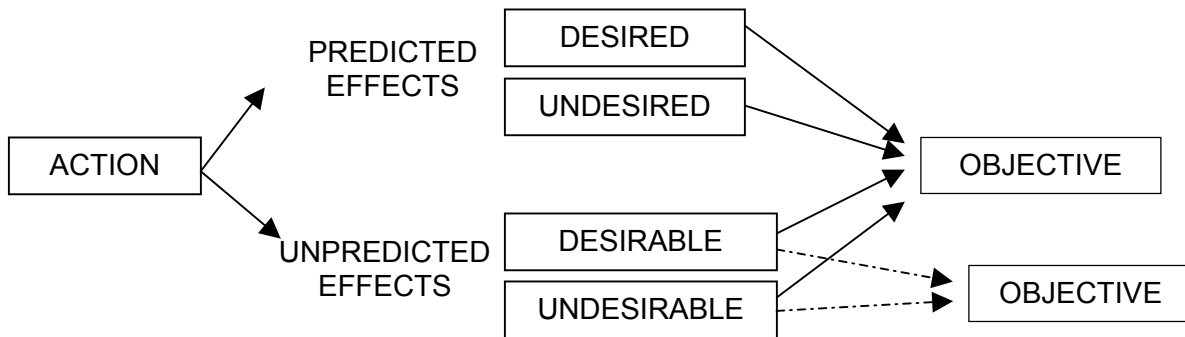 DESIRED
PREDICTED
EFFECTS
UNDESIRED
ACTION
OBJECTIVE
UNPREDICTED
EFFECTS
DESIRABLE
UNDESIRABLE
OBJECTIVE